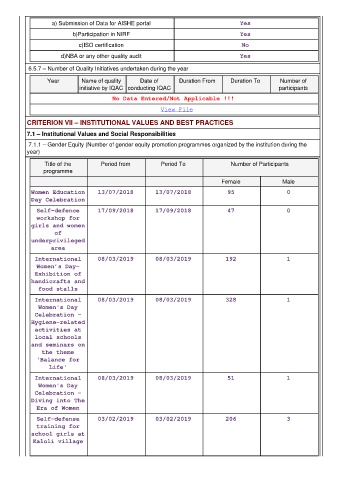 a) Submission of Data for AISHE portal Yes
b)Participation in NIRF Yes
c)ISO certification No
d)NBA or any other quality audit Yes
6.5.7 – Number of Quality Initiatives undertaken during the year
Year Name of quality initiative by IQAC Date of conducting IQAC Duration From Duration To Number of participants
No Data Entered/Not Applicable !!!
View File
CRITERION VII – INSTITUTIONAL VALUES AND BEST PRACTICES
7.1 – Institutional Values and Social Responsibilities
7.1.1 – Gender Equity (Number of gender equity promotion programmes organized by the institution during the
year)
Title of the programme Period from Period To Number of Participants
Female Male
Women Education Day Celebration 13/07/2018 13/07/2018 95 0
Self-defence workshop for girls and women of underprivileged area 17/09/2018 17/09/2018 47 0
International Women's Day- Exhibition of handicrafts and food stalls 08/03/2019 08/03/2019 192 1
International Women's Day Celebration - Hygiene-related activities at local schools and seminars on the theme 'Balance for Life' 08/03/2019 08/03/2019 328 1
International Women's Day Celebration - Diving into The Era of Women 08/03/2019 08/03/2019 51 1
Self-defense training for school girls at Kaloli village 03/02/2019 03/02/2019 206 3